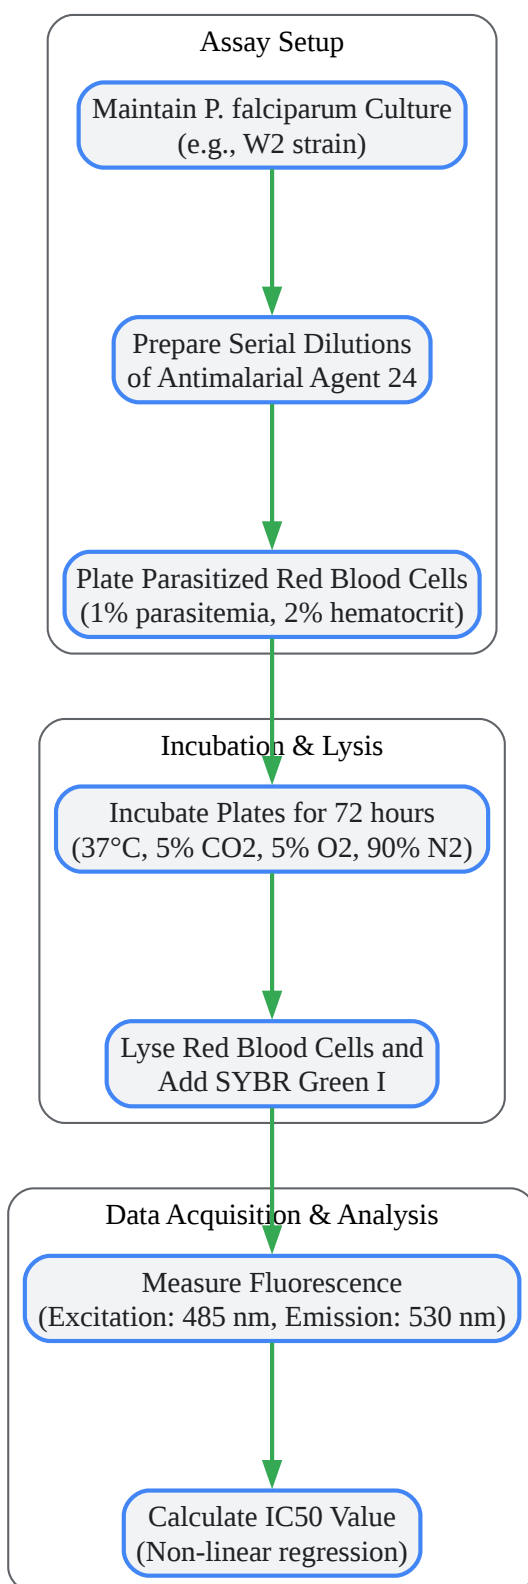 Assay Setup
Maintain P. falciparum Culture
(e.g., W2 strain)
Prepare Serial Dilutions
of Antimalarial Agent 24
Plate Parasitized Red Blood Cells
(1% parasitemia, 2% hematocrit)
Incubation & Lysis
Incubate Plates for 72 hours
(37°C, 5% CO2, 5% O2, 90% N2)
Lyse Red Blood Cells and
Add SYBR Green I
Data Acquisition & Analysis
Measure Fluorescence
(Excitation: 485 nm, Emission: 530 nm)
Calculate IC50 Value
(Non-linear regression)